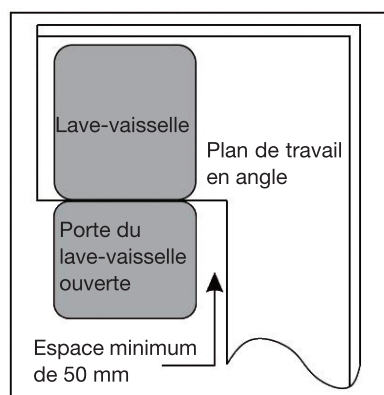 Lave-vaisselle
Plan de travail
en angle
Porte du
lave-vaisselle
ouverte
Espace minimum
de 50 mm